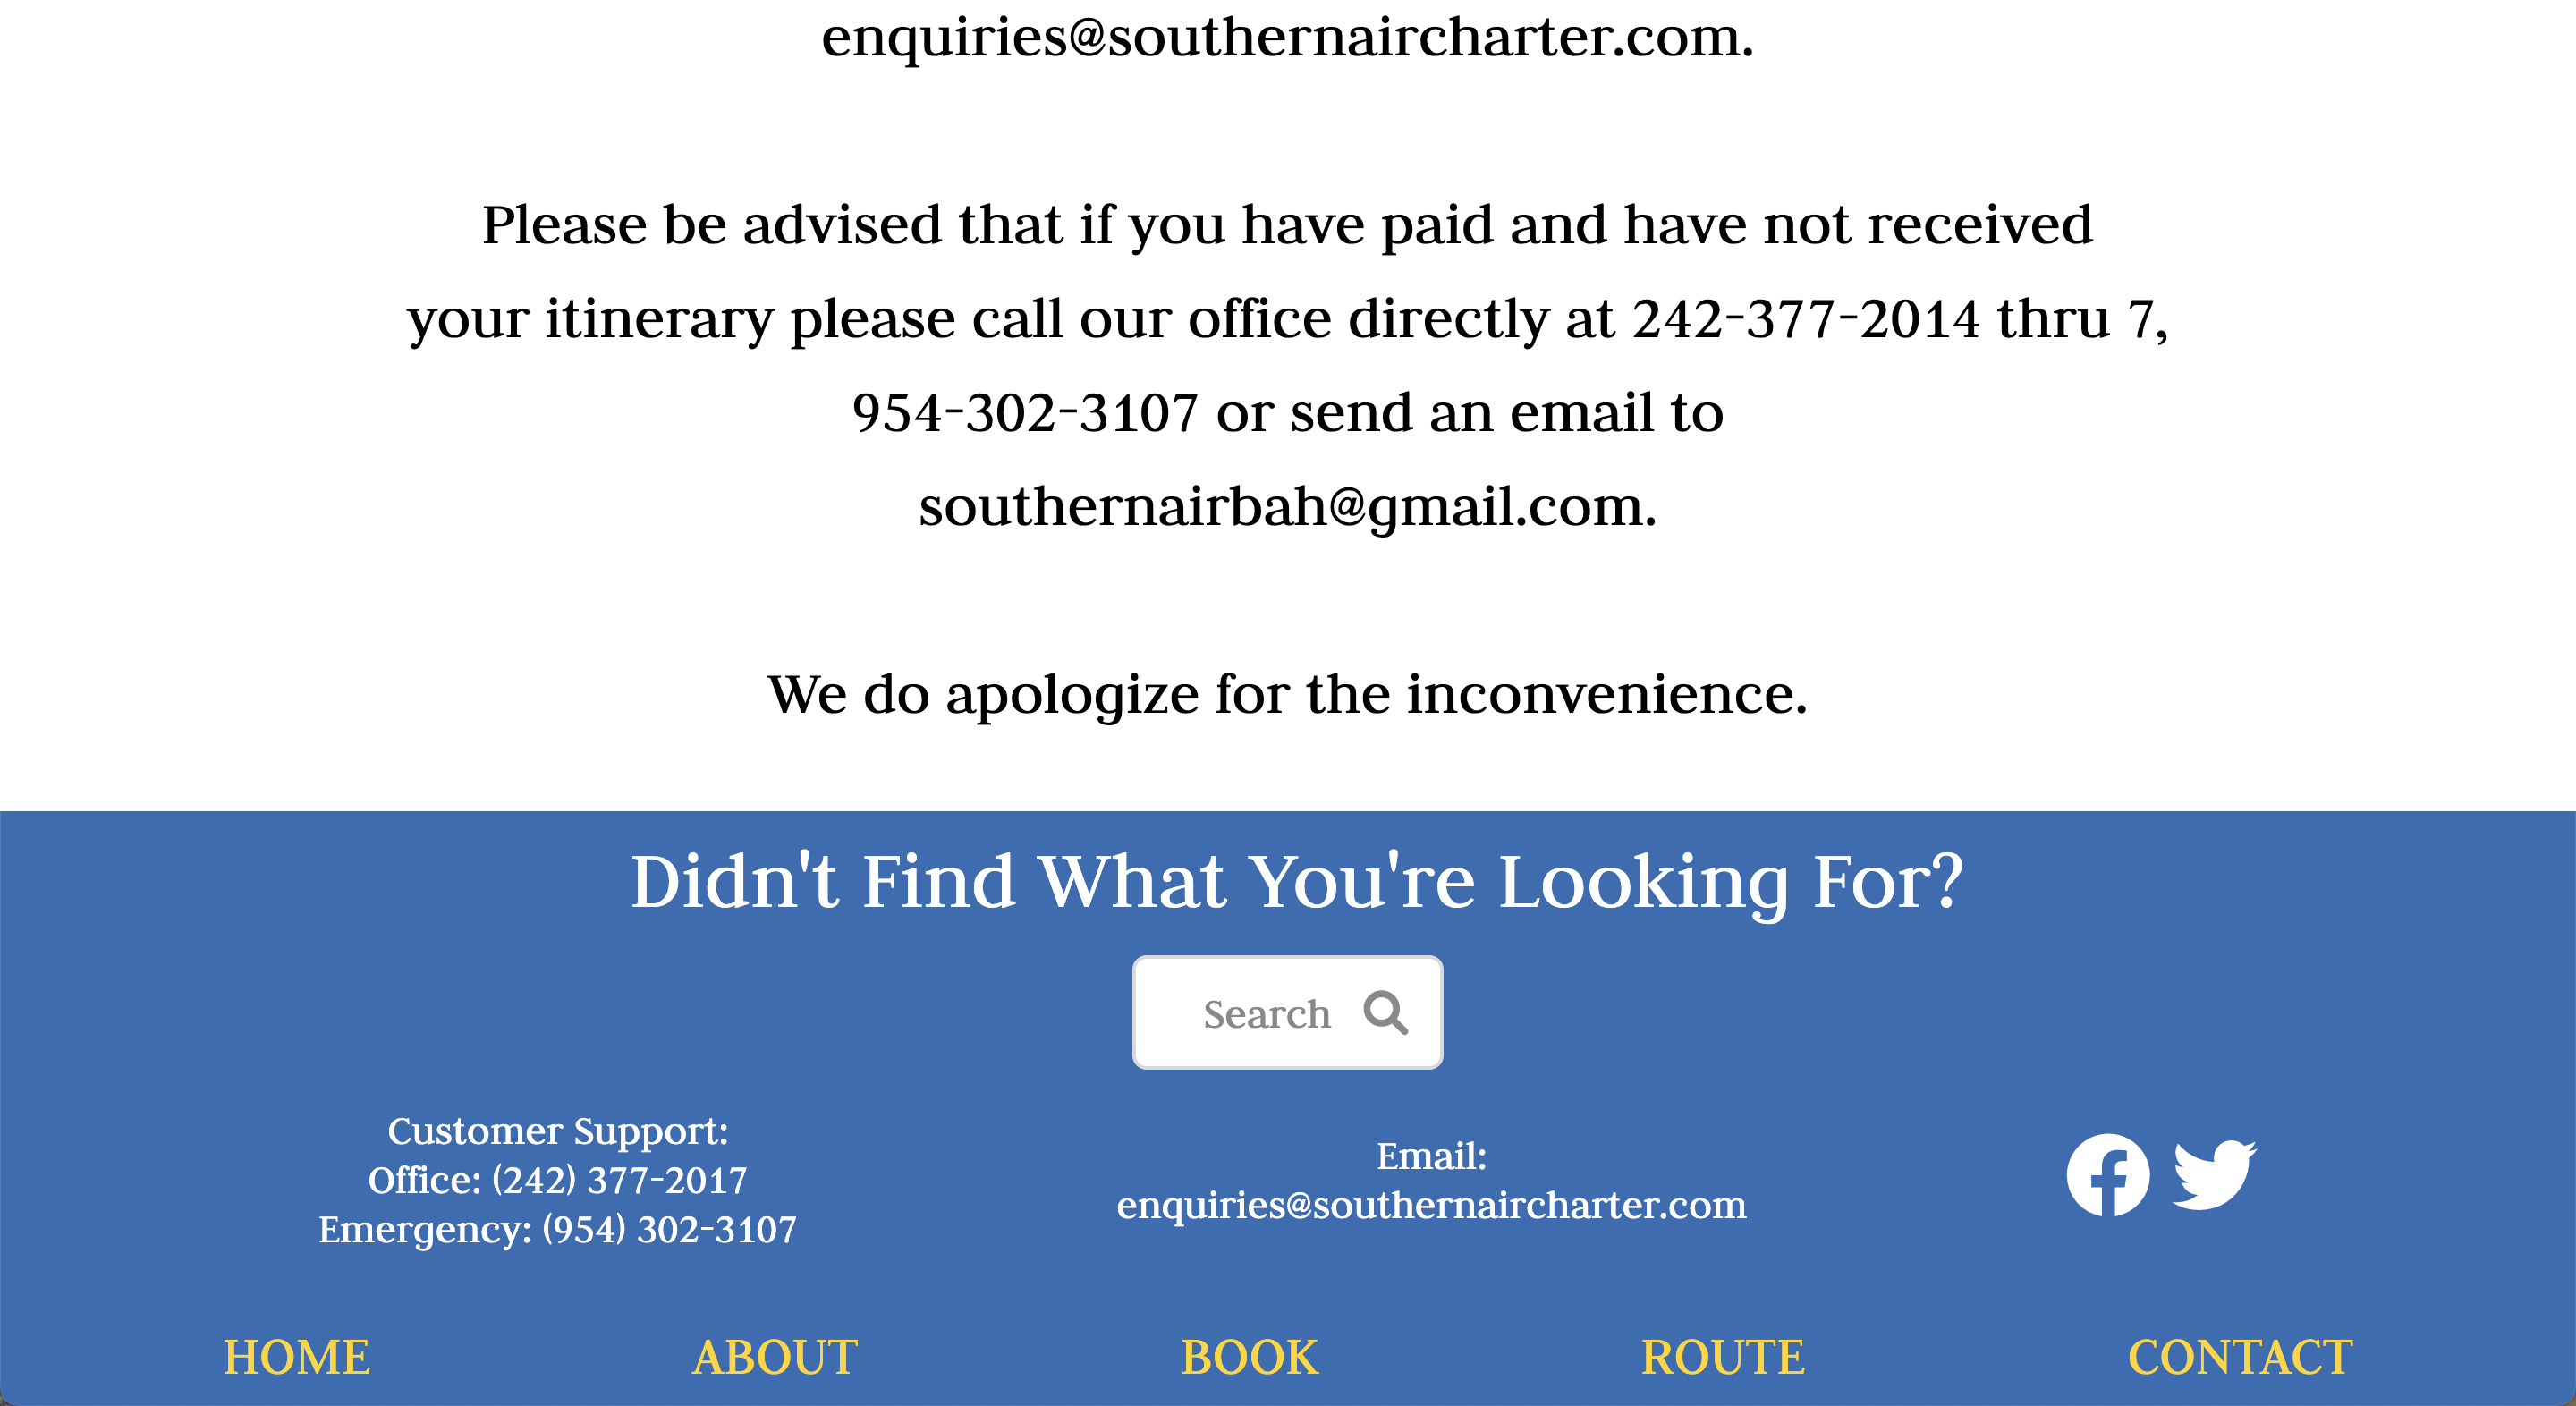 enquiries@southernaircharter.com.
Please be advised that if you have paid and have not received
your itinerary please call our office directly at 242-377-2014 thru 7,
954-302-3107 or send an email to
southernairbah@gmail.com.
We do apologize for the inconvenience.
Didn't Find What You're Looking For?
Search
Customer Support:
Office: (242) 377-2017
Emergency: (954) 302-3107
Email:
enquiries@southernaircharter.com
HOME ABOUT BOOK ROUTE CONTACT